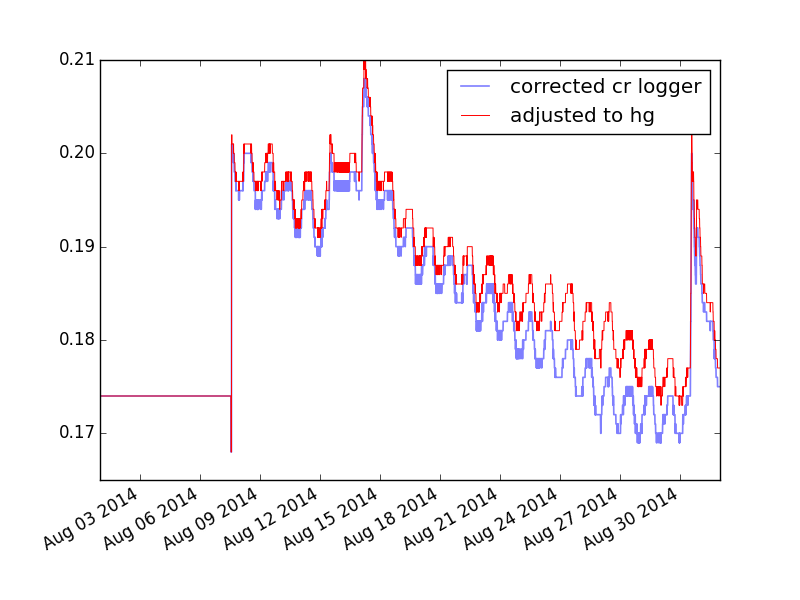 0.21
0.20
0.19
0.18
0.17
corrected cr logger
adjusted to hg
Aug 03 2014
Aug 06 2014
Aug 09 2014
Aug 12 2014
Aug 15 2014
Aug 18 2014
Aug 21 2014
Aug 24 2014
Aug 27 2014
Aug 30 2014